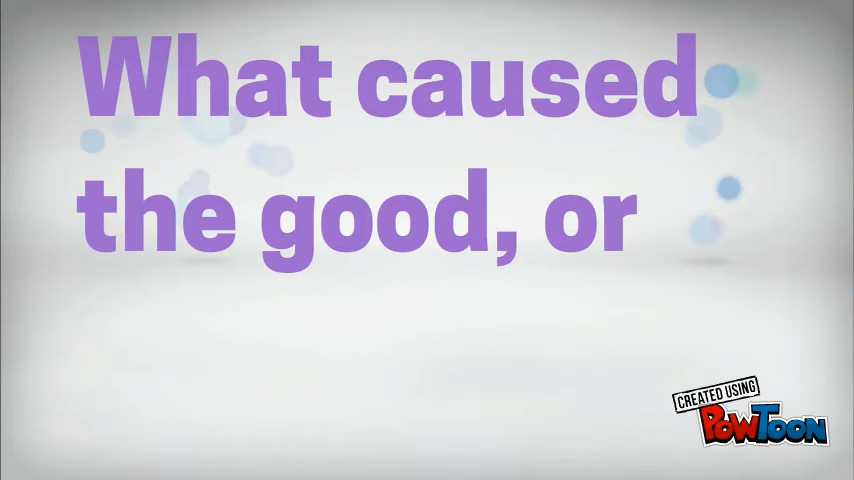 What caused
the good, or
CREATED USING
POWTOON